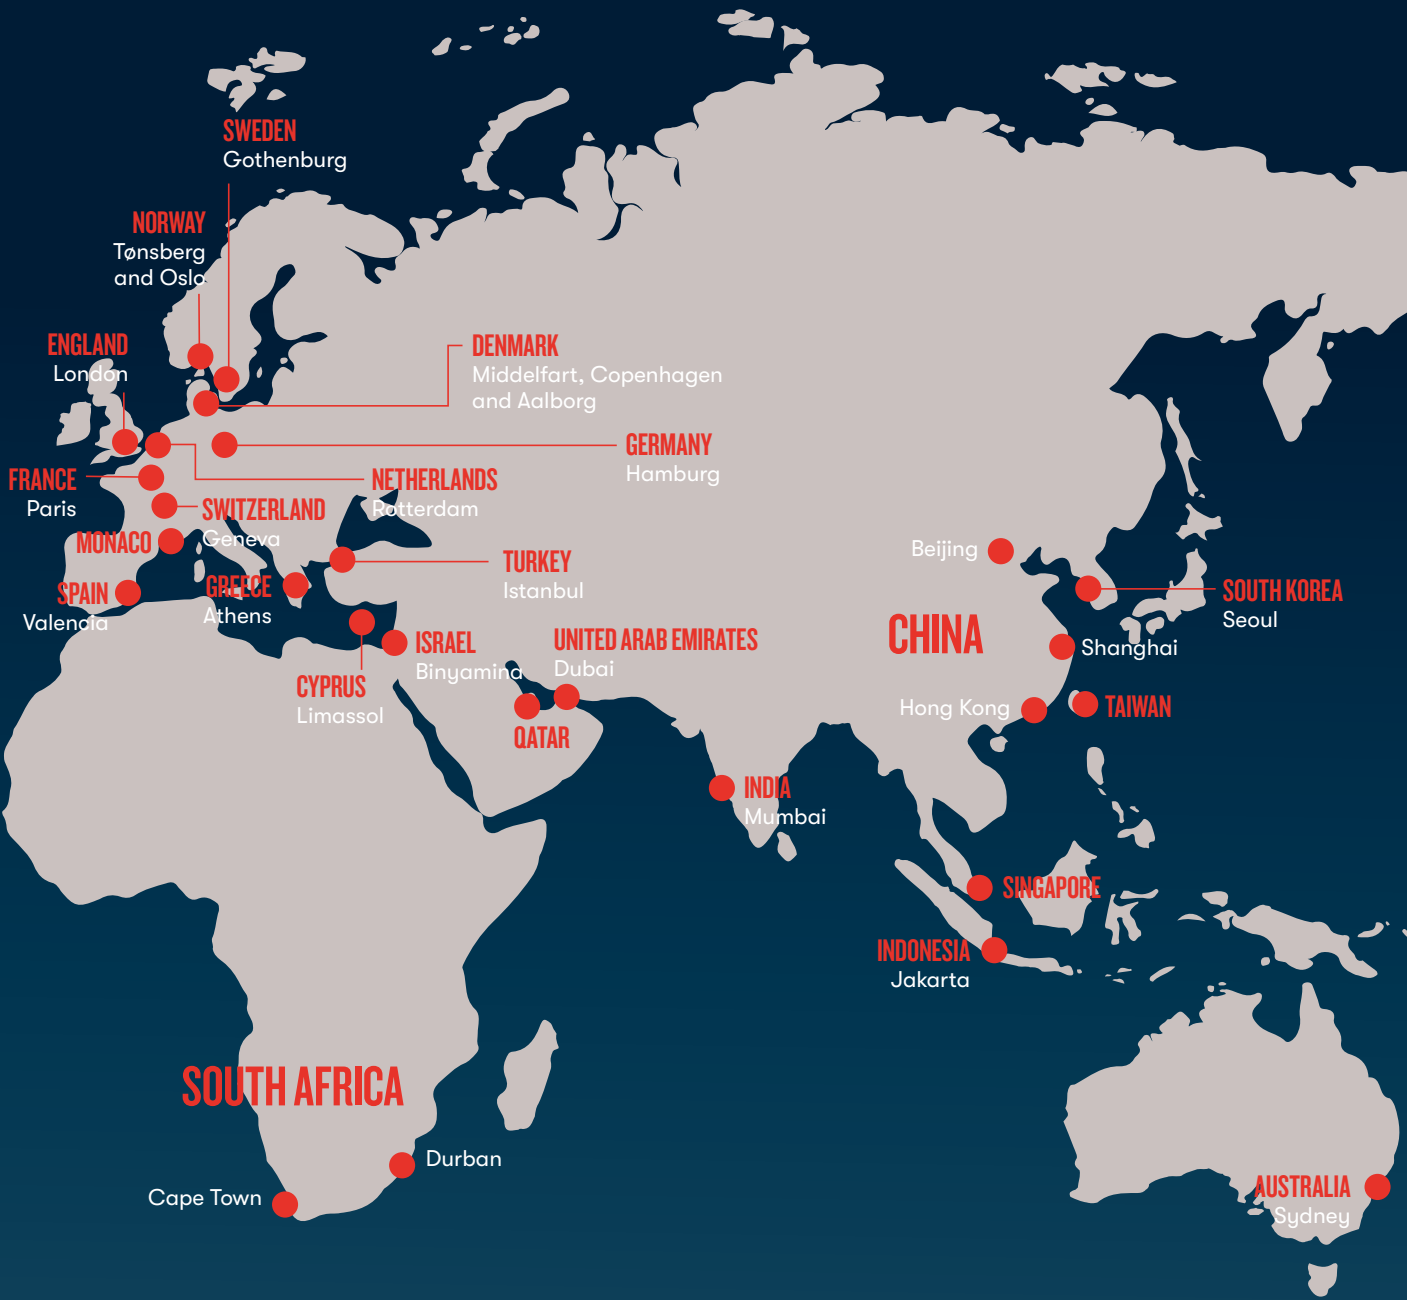 SWEDEN
Gothenburg
NORWAY
Tønsberg
and Oslo
ENGLAND
London
DENMARK
Middelfart, Copenhagen
and Aalborg
GERMANY
Hamburg
FRANCE
Paris
NETHERLANDS
Rotterdam
SWITZERLAND
Geneva
MONACO
TURKEY
Istanbul
SPAIN
Valencia
GREECE
Athens
ISRAEL
Binyamina
UNITED ARAB EMIRATES
Dubai
CYPRUS
Limassol
QATAR
Beijing
SOUTH KOREA
Seoul
CHINA
Shanghai
Hong Kong
TAIWAN
INDIA
Mumbai
SINGAPORE
INDONESIA
Jakarta
SOUTH AFRICA
Durban
Cape Town
AUSTRALIA
Sydney